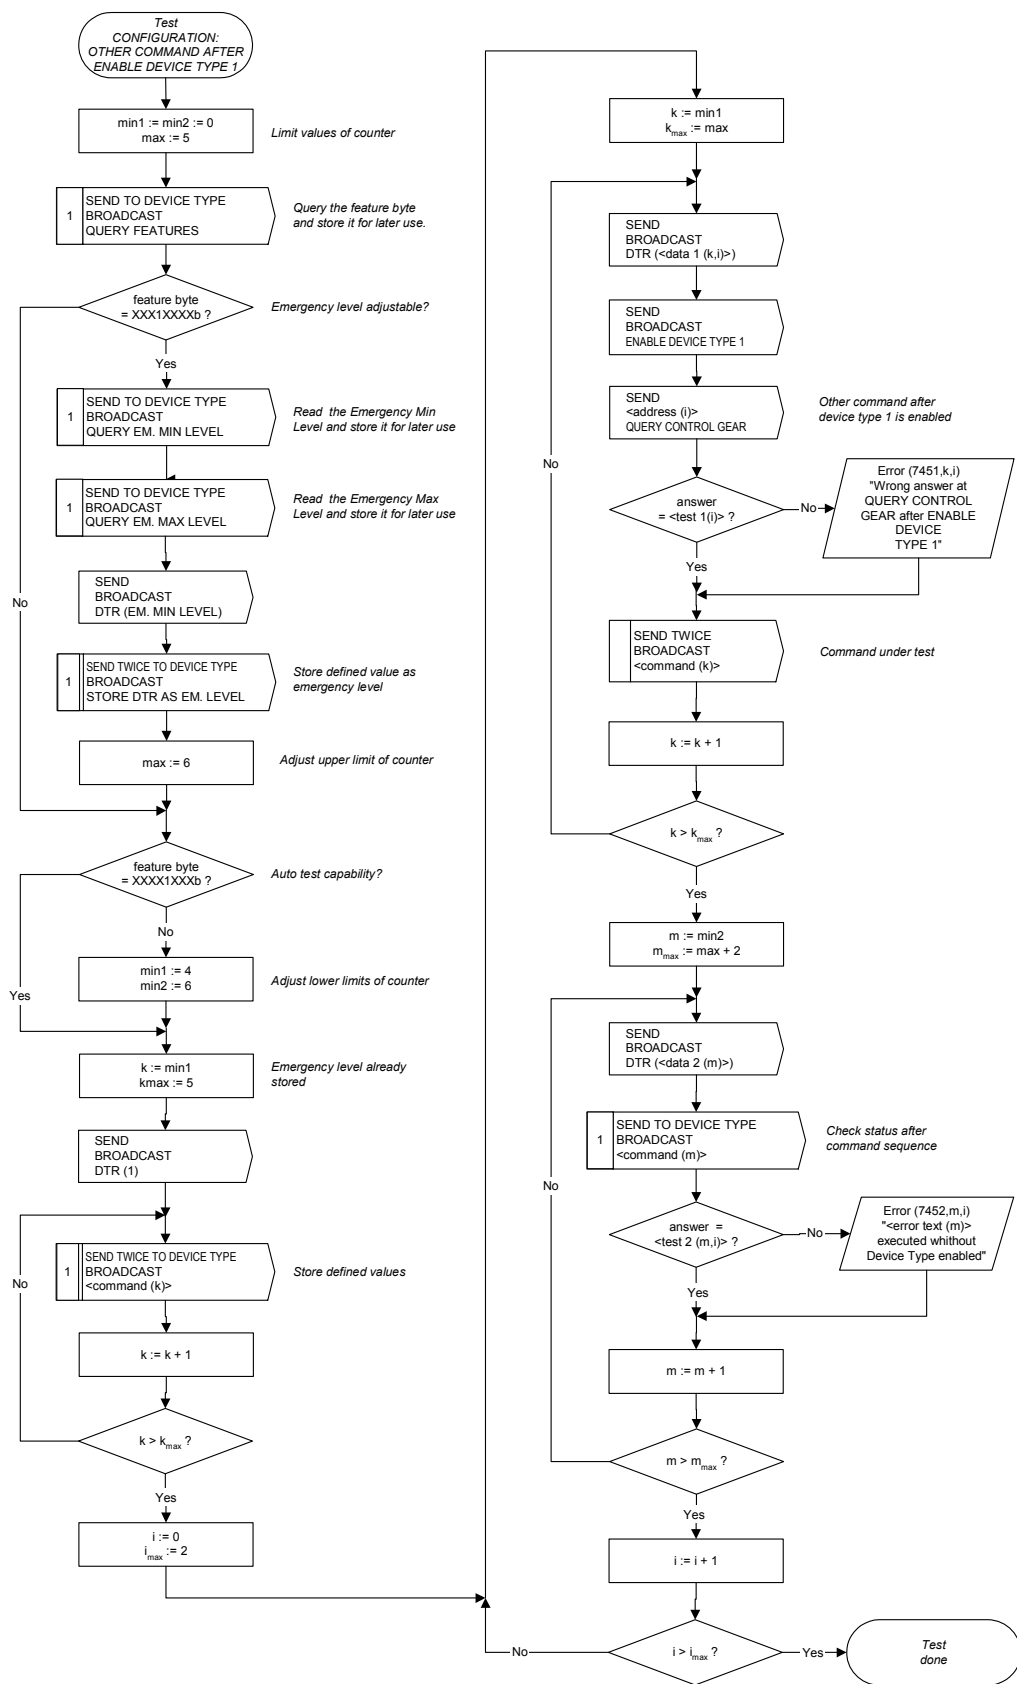 Test
CONFIGURATION:
OTHER COMMAND AFTER
ENABLE DEVICE TYPE 1
min1 := min2 := 0
max := 5
Limit values of counter
1
SEND TO DEVICE TYPE
BROADCAST
QUERY FEATURES
Query the feature byte
and store it for later use.
feature byte
= XXX1XXXXb ?
Emergency level adjustable?
Yes
1
SEND TO DEVICE TYPE
BROADCAST
QUERY EM. MIN LEVEL
Read the Emergency Min
Level and store it for later use
1
SEND TO DEVICE TYPE
BROADCAST
QUERY EM. MAX LEVEL
Read the Emergency Max
Level and store it for later use
SEND
BROADCAST
DTR (EM. MIN LEVEL)
No
1
SEND TWICE TO DEVICE TYPE
BROADCAST
STORE DTR AS EM. LEVEL
Store defined value as
emergency level
max := 6
Adjust upper limit of counter
feature byte
= XXXX1XXXb ?
Auto test capability?
No
min1 := 4
min2 := 6
Adjust lower limits of counter
Yes
k := min1
kmax := 5
Emergency level already
stored
SEND
BROADCAST
DTR (1)
1
SEND TWICE TO DEVICE TYPE
BROADCAST
<command (k)>
Store defined values
No
k := k + 1
k > kmax ?
Yes
i := 0
imax := 2
k := min1
kmax := max
SEND
BROADCAST
DTR (<data 1 (k,i)>)
SEND
BROADCAST
ENABLE DEVICE TYPE 1
SEND
<address (i)>
QUERY CONTROL GEAR
Other command after
device type 1 is enabled
No
answer
= <test 1(i)> ?
No
Error (7451,k,i)
"Wrong answer at
QUERY CONTROL
GEAR after ENABLE
DEVICE
TYPE 1"
Yes
SEND TWICE
BROADCAST
<command (k)>
Command under test
k := k + 1
k > kmax ?
Yes
m := min2
mmax := max + 2
SEND
BROADCAST
DTR (<data 2 (m)>)
1
SEND TO DEVICE TYPE
BROADCAST
<command (m)>
Check status after
command sequence
No
answer =
<test 2 (m,i)> ?
No
Error (7452,m,i)
"<error text (m)>
executed whithout
Device Type enabled"
Yes
m := m + 1
m > mmax ?
Yes
i := i + 1
No
i > imax ?
Yes
Test
done